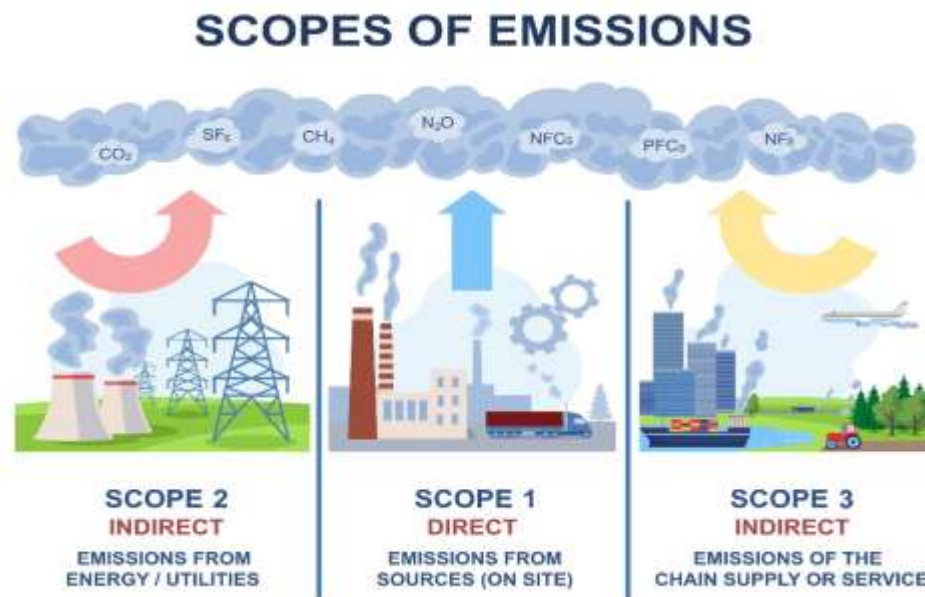 SCOPES OF EMISSIONS
CO₂
SF₆
CH₄
N₂O
NFCₛ
PFCₛ
NF₃
SCOPE 2
INDIRECT
EMISSIONS FROM
ENERGY / UTILITIES
SCOPE 1
DIRECT
EMISSIONS FROM
SOURCES (ON SITE)
SCOPE 3
INDIRECT
EMISSIONS OF THE
CHAIN SUPPLY OR SERVICE